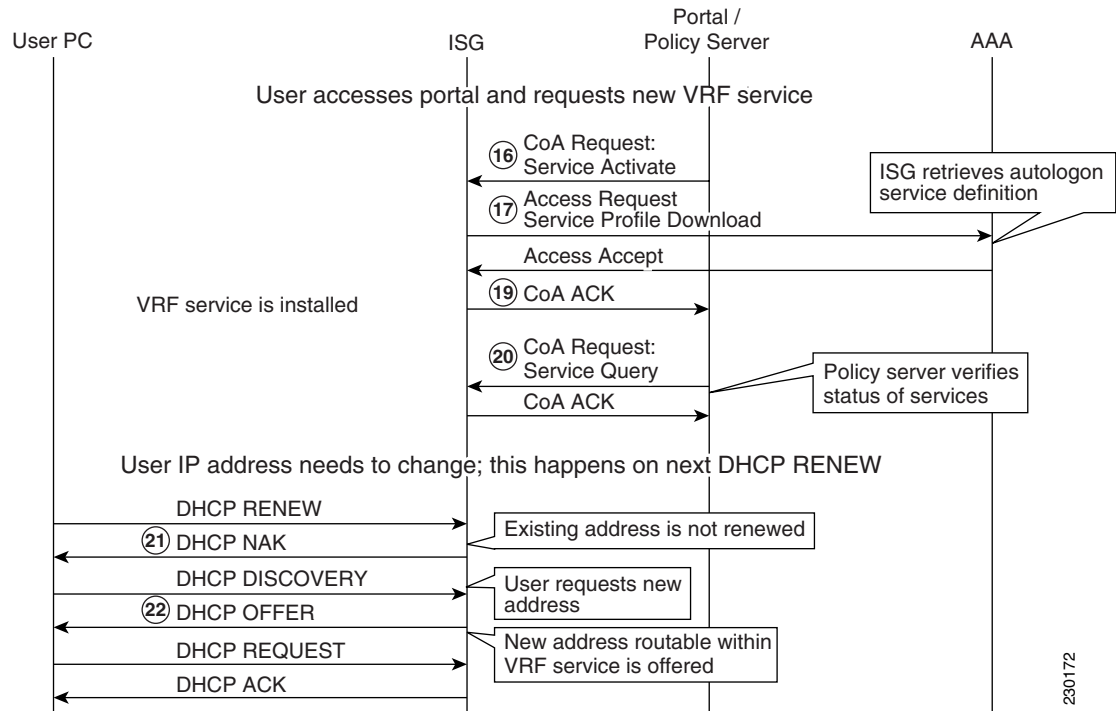 Portal /
User PC ISG Policy Server AAA
User accesses portal and requests new VRF service
16 CoA Request:
Service Activate
ISG retrieves autologon
service definition
17 Access Request
Service Profile Download
Access Accept
VRF service is installed
19 CoA ACK
20 CoA Request:
Service Query
Policy server verifies
status of services
CoA ACK
User IP address needs to change; this happens on next DHCP RENEW
DHCP RENEW
Existing address is not renewed
21 DHCP NAK
DHCP DISCOVERY
User requests new
address
22 DHCP OFFER
New address routable within
VRF service is offered
DHCP REQUEST
DHCP ACK
230172